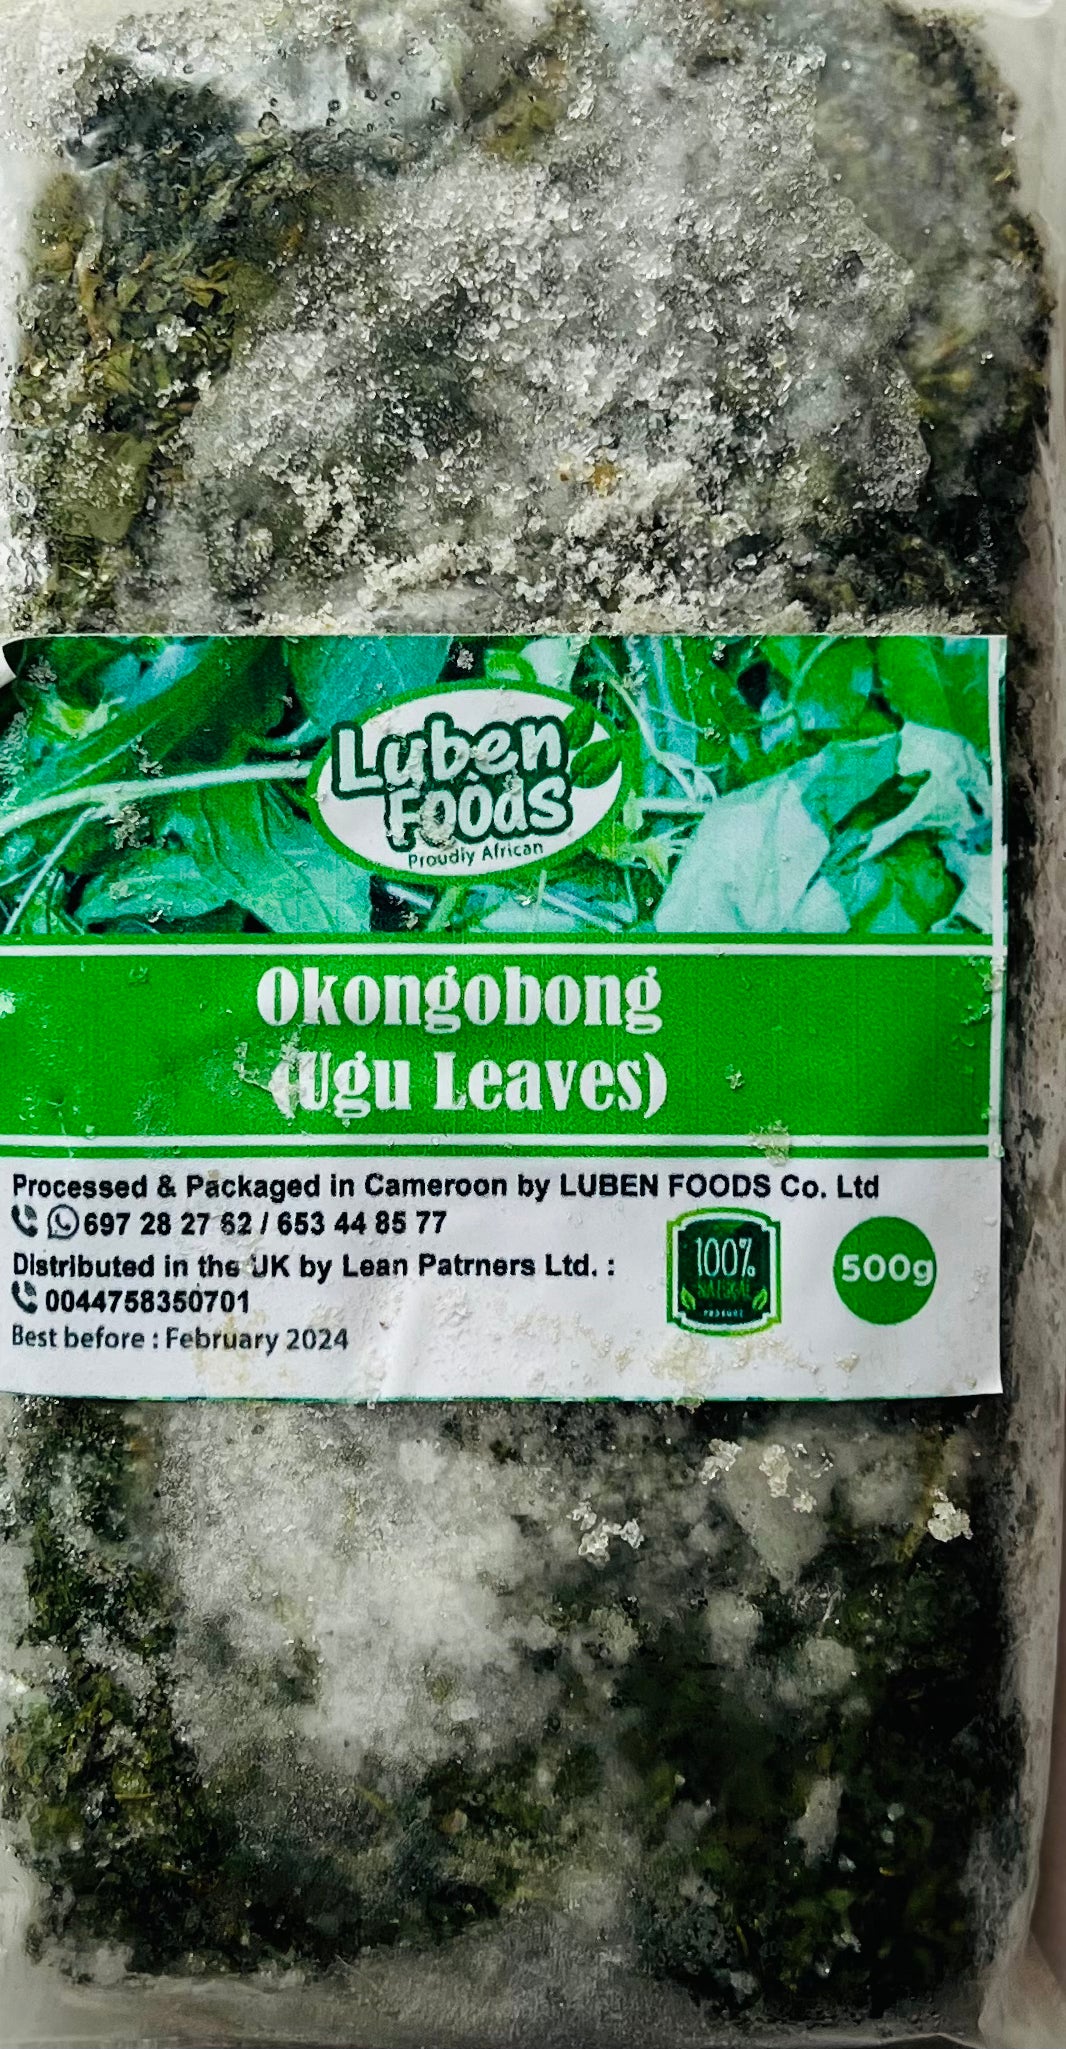 Luben
Foods
Proudly African
Okongobong
(Ugu Leaves)
Processed & Packaged in Cameroon by LUBEN FOODS Co. Ltd
697 28 27 62 / 653 44 85 77
Distributed in the UK by Lean Patrners Ltd. :
0044758350701
Best before : February 2024
100%
NATURAL
PRODUCT
500g